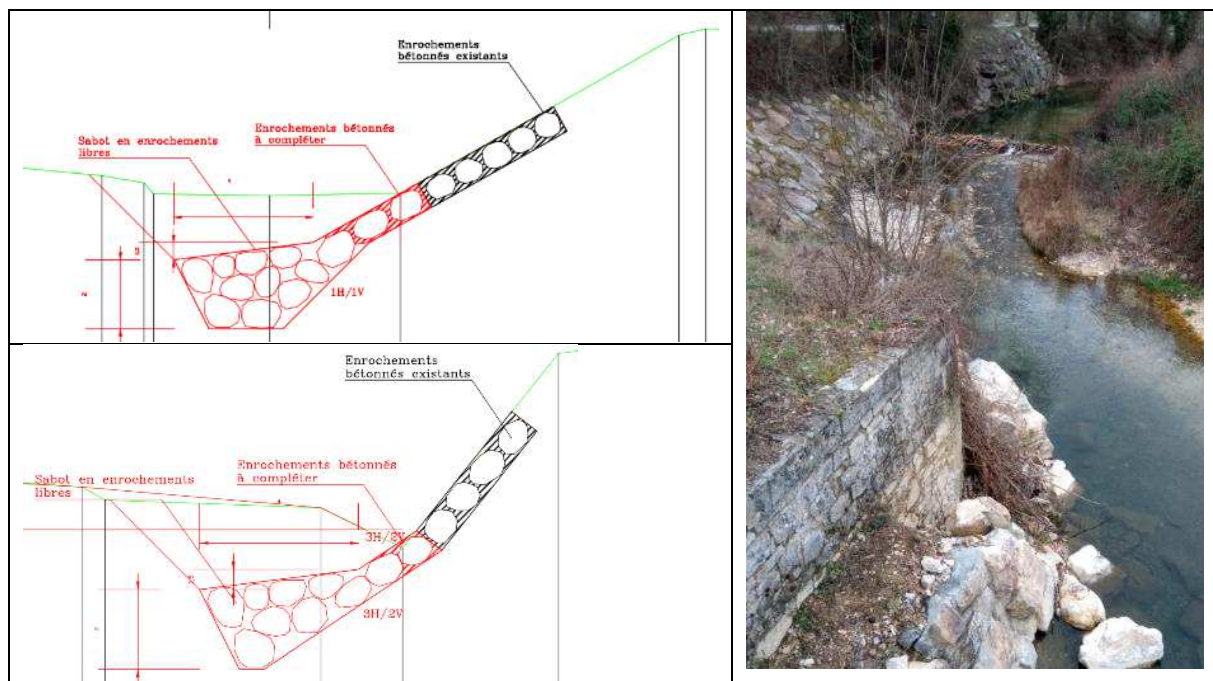 Enrochements
bétonnés existants
Enrochements bétonnés
à compléter
Sabot en enrochements
libres
1H/1V
Enrochements
bétonnés existants
Enrochements bétonnés
à compléter
Sabot en enrochements
libres
3H/2V
3H/2V